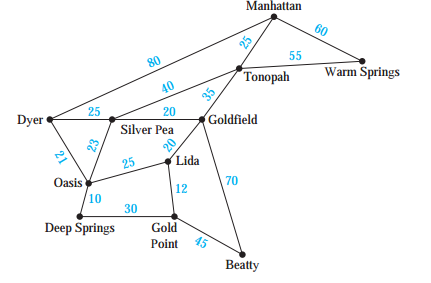 Manhattan
80
25
60
55
40
Tonopah
Warm Springs
35
Dyer
25
20
Silver Pea
Goldfield
21
23
20
25
Lida
Oasis
12
70
10
30
Deep Springs
Gold
Point
45
Beatty